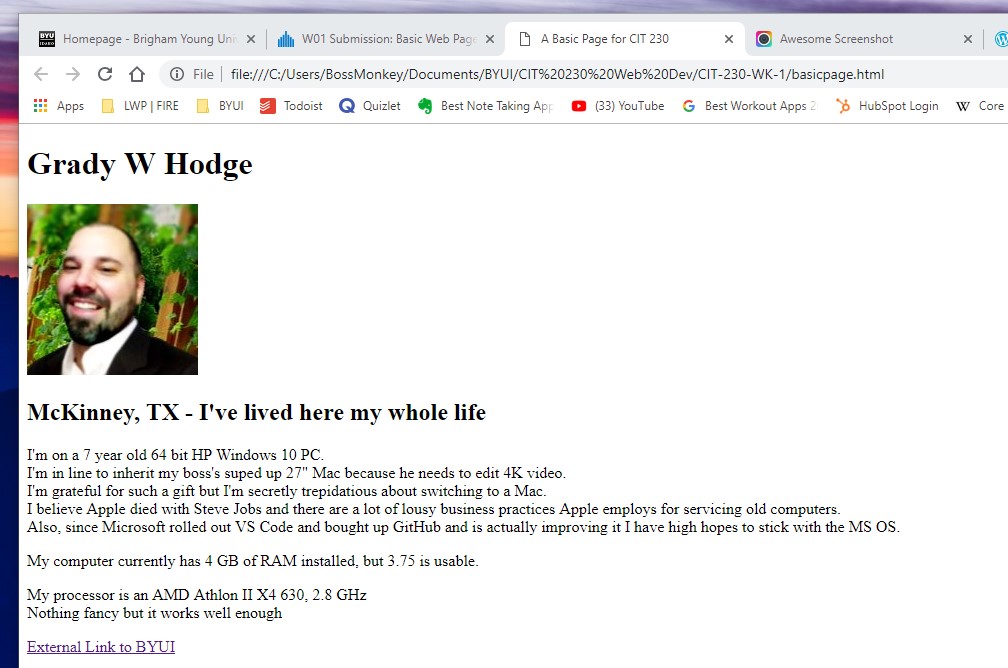 BYU
IDAHO
Homepage - Brigham Young Uni
W01 Submission: Basic Web Page
A Basic Page for CIT 230
Awesome Screenshot
File | file:///C:/Users/BossMonkey/Documents/BYUI/CIT%20230%20Web%20Dev/CIT-230-WK-1/basicpage.html
Apps
LWP | FIRE
BYUI
Todoist
Quizlet
Best Note Taking Ap
(33) YouTube
Best Workout Apps 2
HubSpot Login
Core
Grady W Hodge
McKinney, TX - I've lived here my whole life
I'm on a 7 year old 64 bit HP Windows 10 PC.
I'm in line to inherit my boss's suped up 27" Mac because he needs to edit 4K video.
I'm grateful for such a gift but I'm secretly trepidatious about switching to a Mac.
I believe Apple died with Steve Jobs and there are a lot of lousy business practices Apple employs for servicing old computers.
Also, since Microsoft rolled out VS Code and bought up GitHub and is actually improving it I have high hopes to stick with the MS OS.
My computer currently has 4 GB of RAM installed, but 3.75 is usable.
My processor is an AMD Athlon II X4 630, 2.8 GHz
Nothing fancy but it works well enough
External Link to BYUI